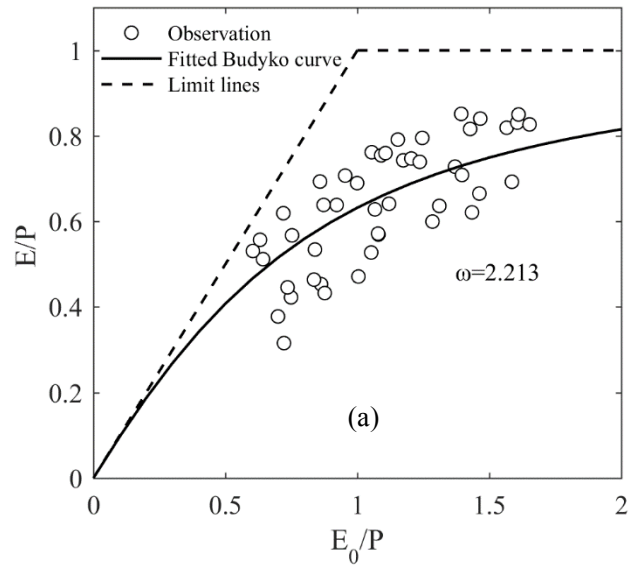 Observation
Fitted Budyko curve
Limit lines
1
0.8
0.6
0.4
0.2
0
E/P
ω=2.213
(a)
0
0.5
1
1.5
2
E₀/P